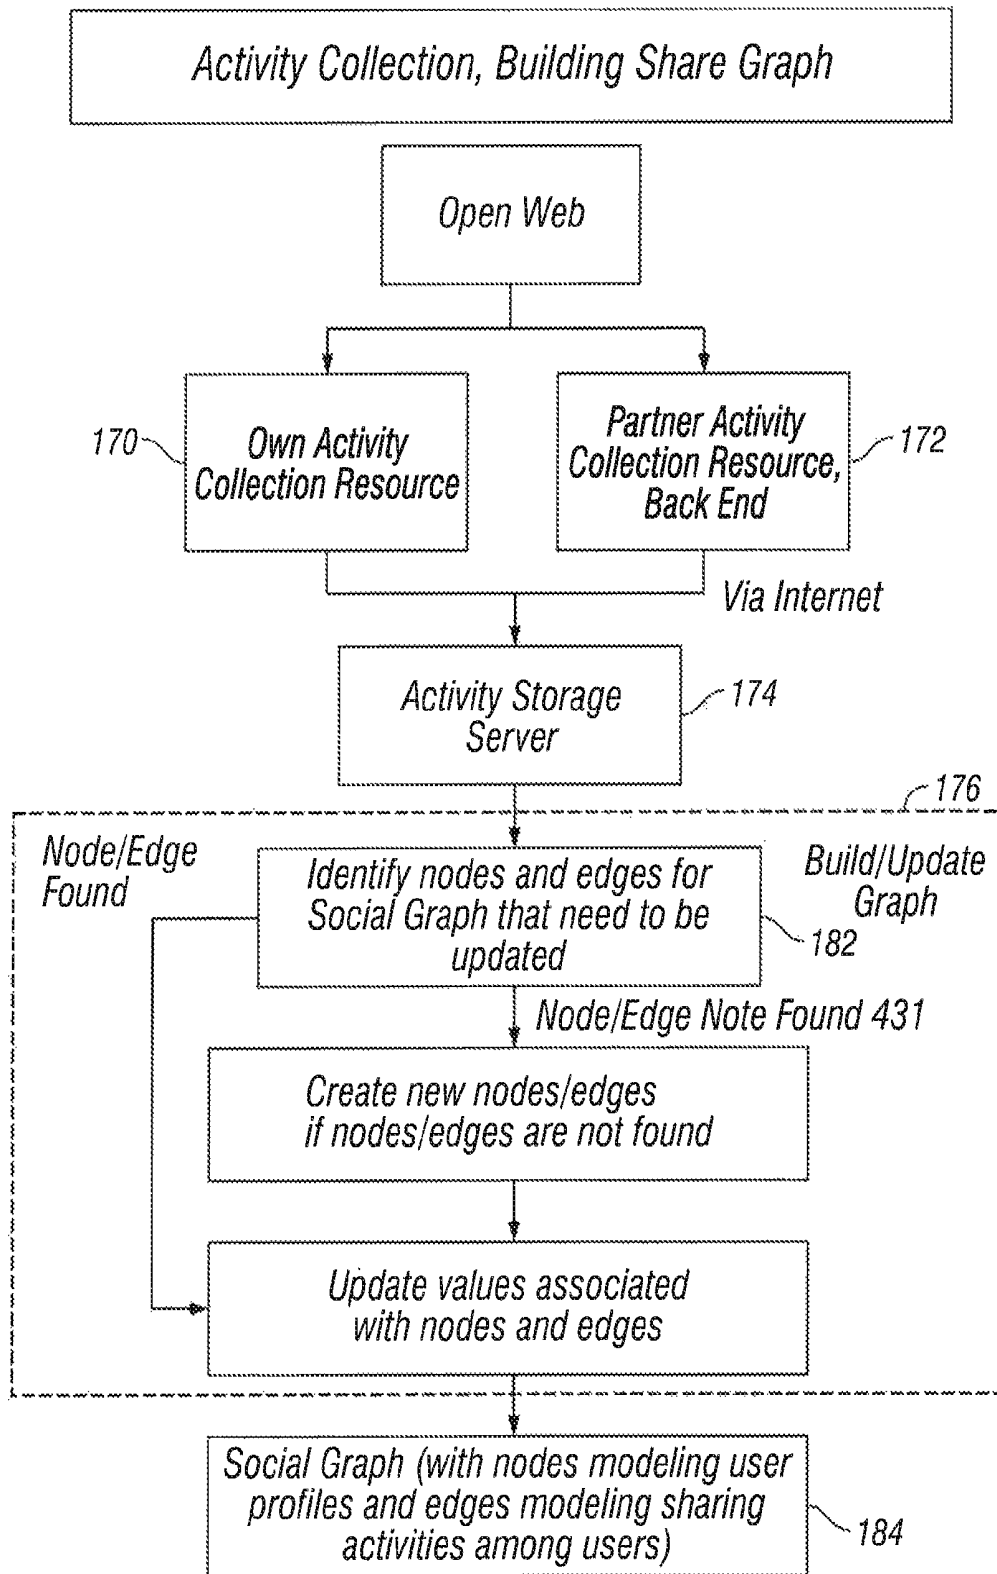 Activity Collection, Building Share Graph
Open Web
170
Own Activity
Collection Resource
Partner Activity
Collection Resource,
Back End
172
Via Internet
Activity Storage
Server
174
176
Node/Edge
Found
Identify nodes and edges for
Social Graph that need to be
updated
Build/Update
Graph
182
Node/Edge Note Found 431
Create new nodes/edges
if nodes/edges are not found
Update values associated
with nodes and edges
Social Graph (with nodes modeling user
profiles and edges modeling sharing
activities among users)
184